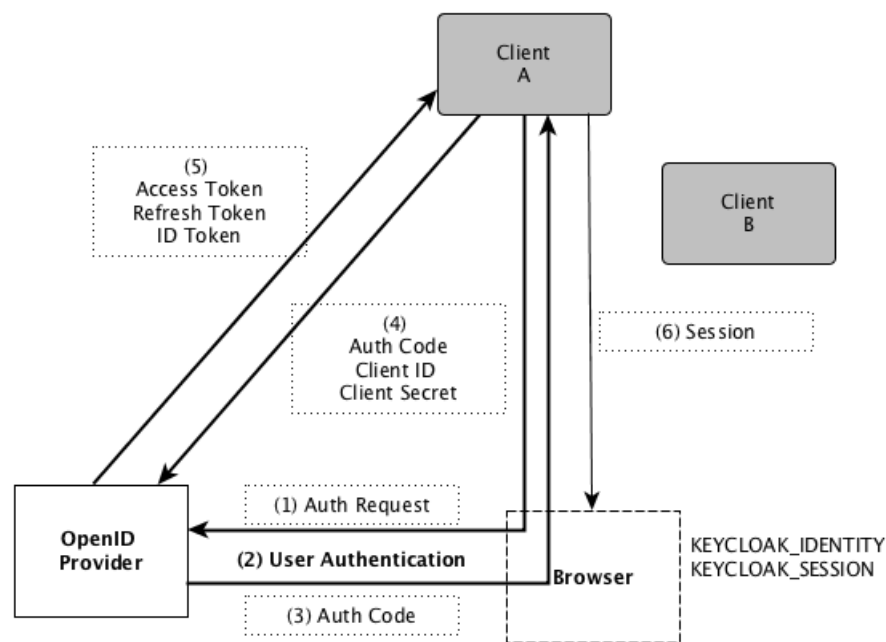 Client
A
(5)
Access Token
Refresh Token
ID Token
Client
B
(4)
Auth Code
Client ID
Client Secret
(6) Session
(1) Auth Request
OpenID
Provider
(2) User Authentication
(3) Auth Code
Browser
KEYCLOAK_IDENTITY
KEYCLOAK_SESSION